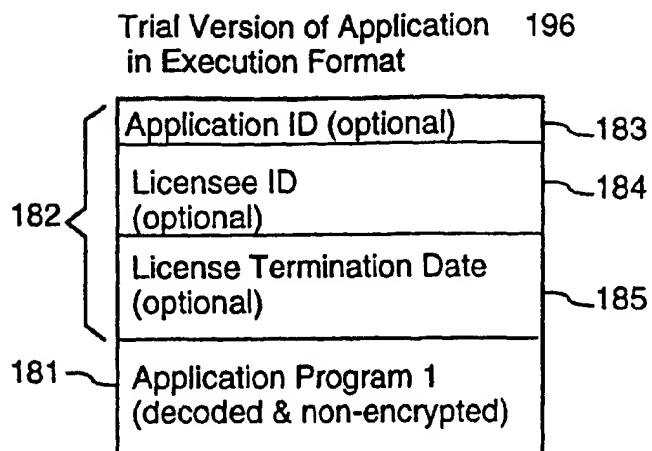 Trial Version of Application 196
in Execution Format
Application ID (optional) 183
Licensee ID 184
(optional)
182
License Termination Date
(optional) 185
181 Application Program 1
(decoded & non-encrypted)